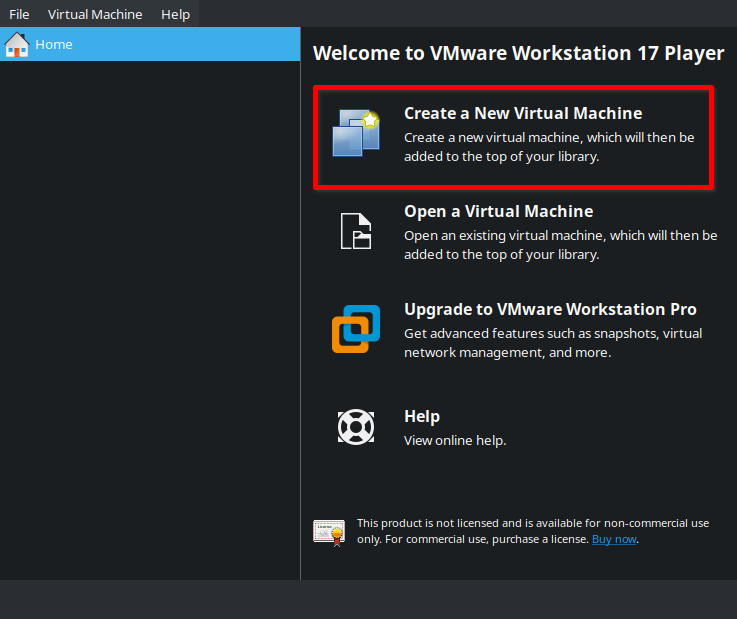 File Virtual Machine Help
Home
Welcome to VMware Workstation 17 Player
Create a New Virtual Machine
Create a new virtual machine, which will then be
added to the top of your library.
Open a Virtual Machine
Open an existing virtual machine, which will then be
added to the top of your library.
Upgrade to VMware Workstation Pro
Get advanced features such as snapshots, virtual
network management, and more.
Help
View online help.
This product is not licensed and is available for non-commercial use
only. For commercial use, purchase a license. Buy now.